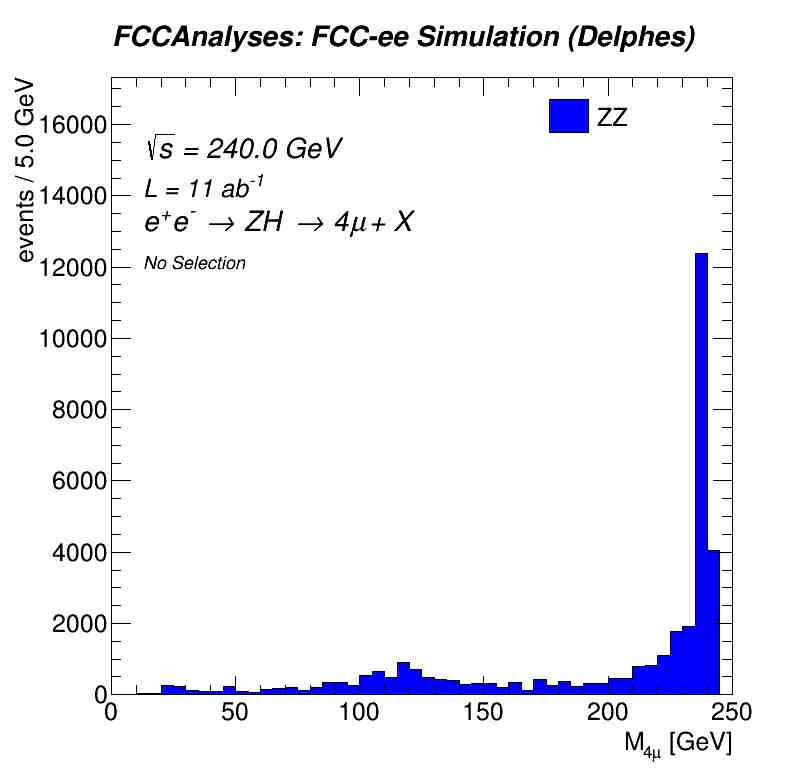 FCCAnalyses: FCC-ee Simulation (Delphes)
events / 5.0 GeV
16000
14000
12000
10000
8000
6000
4000
2000
0
√s = 240.0 GeV
L = 11 ab⁻¹
e⁺e⁻ → ZH → 4μ + X
No Selection
ZZ
0 50 100 150 200 250
M₄μ [GeV]